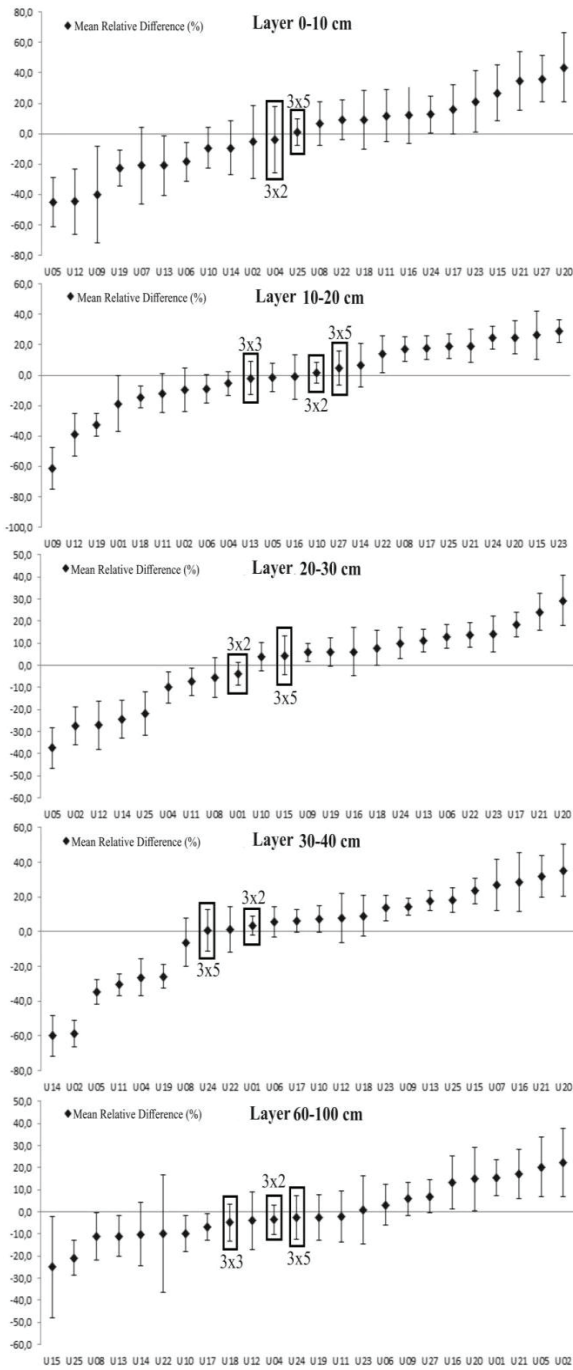 80,0
◆ Mean Relative Difference (%)
Layer 0-10 cm
60,0
40,0
3x5
20,0
0,0
-20,0
-40,0
3x2
-60,0
-80,0
U05 U12 U09 U19 U07 U13 U06 U10 U14 U02 U04 U25 U08 U22 U18 U11 U16 U24 U17 U23 U15 U21 U27 U20
60,0
◆ Mean Relative Difference (%)
Layer 10-20 cm
40,0
3x5
20,0
3x3
0,0
-20,0
3x2
-40,0
-60,0
-80,0
-100,0
U09 U12 U19 U01 U18 U11 U02 U06 U04 U13 U05 U16 U10 U27 U14 U22 U08 U17 U25 U21 U24 U20 U15 U23
50,0
◆ Mean Relative Difference (%)
Layer 20-30 cm
40,0
30,0
20,0
3x2
10,0
0,0
-10,0
3x5
-20,0
-30,0
-40,0
-50,0
-60,0
U05 U02 U12 U14 U25 U04 U11 U08 U01 U10 U15 U09 U19 U16 U18 U24 U13 U06 U22 U23 U17 U21 U20
60,0
◆ Mean Relative Difference (%)
Layer 30-40 cm
40,0
3x2
20,0
0,0
-20,0
3x5
-40,0
-60,0
-80,0
U14 U02 U05 U11 U04 U19 U08 U24 U22 U01 U06 U17 U10 U12 U18 U23 U09 U13 U25 U15 U07 U16 U21 U20
50,0
◆ Mean Relative Difference (%)
Layer 60-100 cm
40,0
30,0
20,0
3x2
10,0
0,0
-10,0
-20,0
3x3
3x5
-30,0
-40,0
-50,0
-60,0
U15 U25 U08 U13 U14 U22 U10 U17 U18 U12 U04 U24 U19 U11 U23 U06 U09 U27 U16 U20 U01 U21 U05 U02